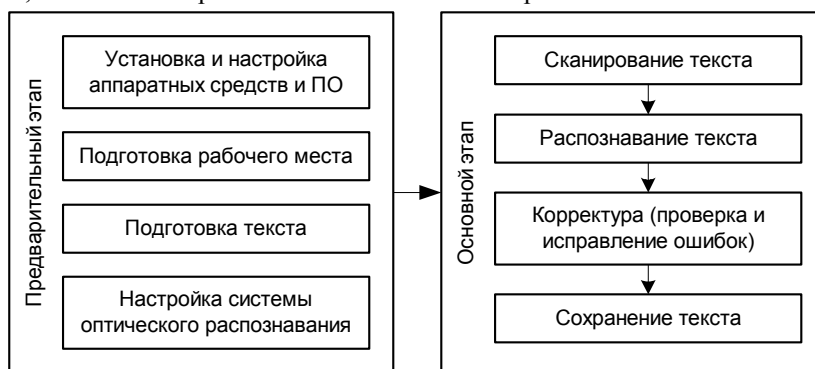 Предварительный этап
Установка и настройка
аппаратных средств и ПО
Подготовка рабочего места
Подготовка текста
Настройка системы
оптического распознавания
Основной этап
Сканирование текста
Распознавание текста
Корректура (проверка и
исправление ошибок)
Сохранение текста